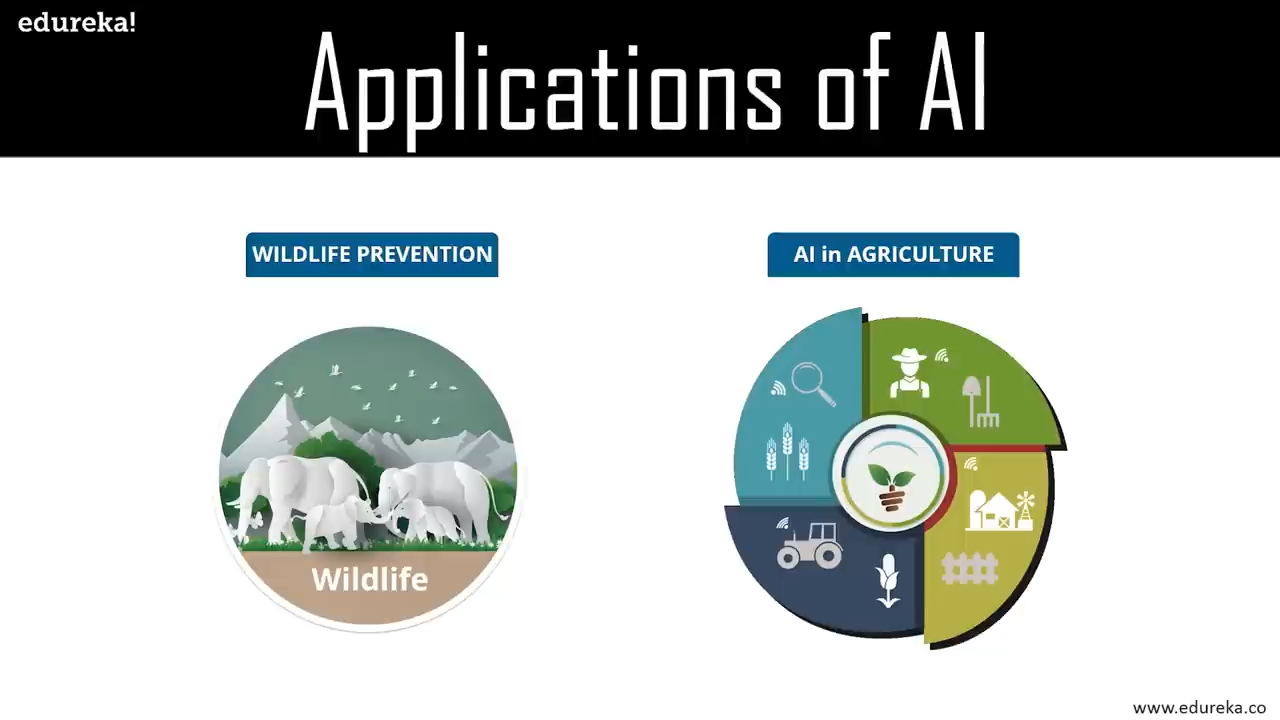 edureka!
Applications of AI
WILDLIFE PREVENTION
AI in AGRICULTURE
Wildlife
www.edureka.co